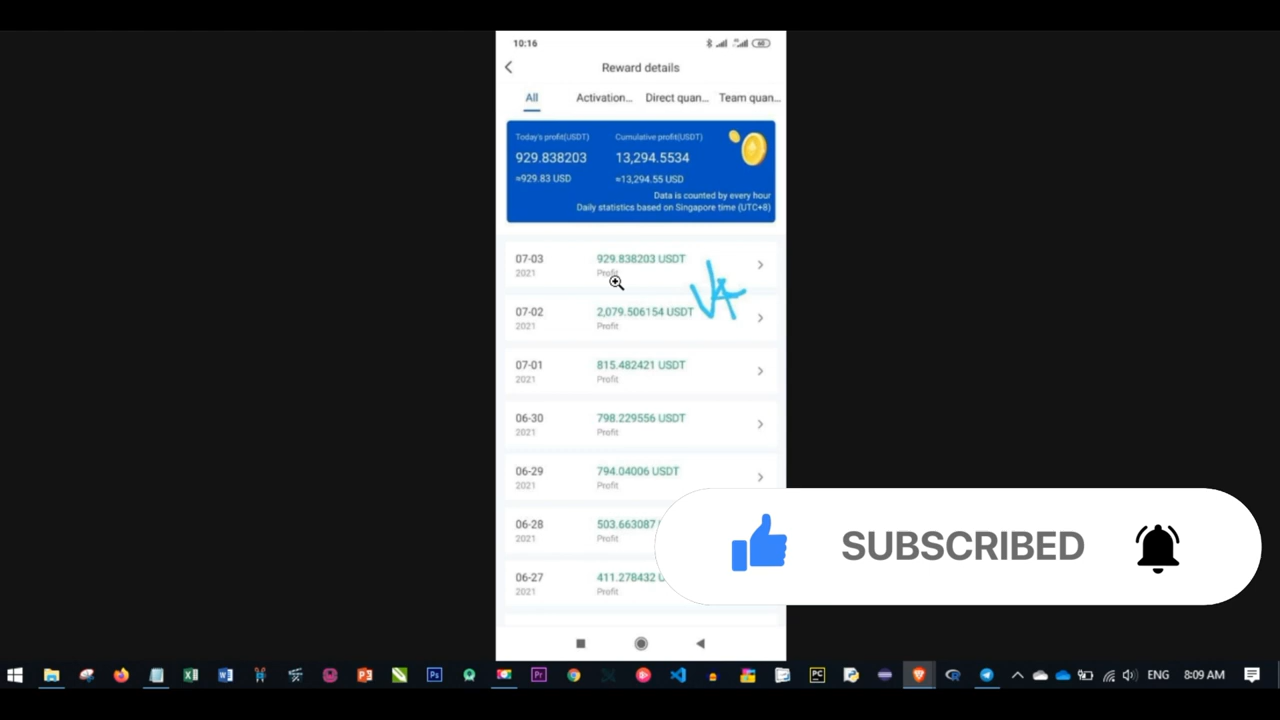 10:16
Reward details
All Activation... Direct quan... Team quan...
Today's profit(USDT) Cumulative profit(USDT)
929.838203 13,294.5534
≈929.83 USD ≈13,294.55 USD
Data is counted by every hour
Daily statistics based on Singapore time (UTC+8)
07-03 929.838203 USDT
2021 Profit
07-02 2,079.506154 USDT
2021 Profit
07-01 815.482421 USDT
2021 Profit
06-30 798.229556 USDT
2021 Profit
06-29 794.04006 USDT
2021 Profit
06-28 503.663087
2021 Profit
SUBSCRIBED
06-27 411.278432
2021 Profit
ENG 8:09 AM